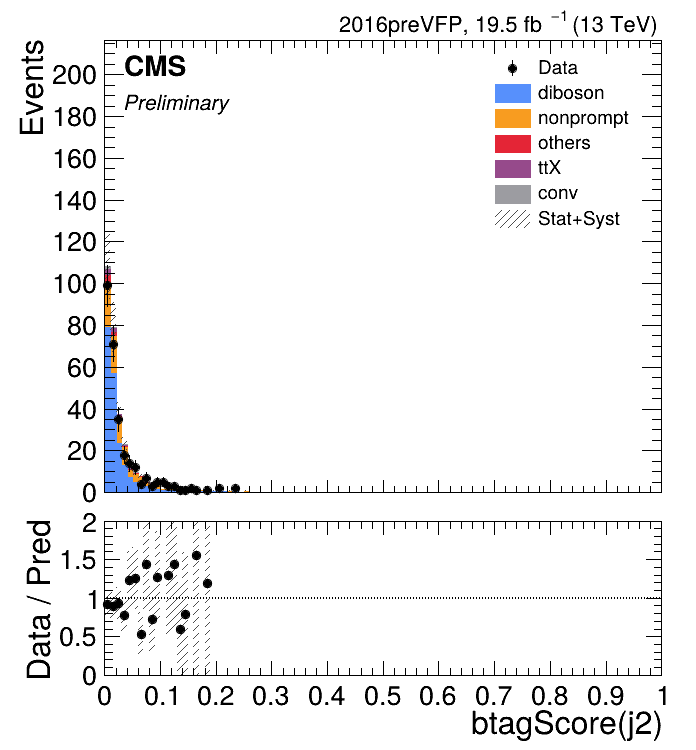 2016preVFP, 19.5 fb⁻¹ (13 TeV)
CMS
Preliminary
Events
200
180
160
140
120
100
80
60
40
20
0
Data
diboson
nonprompt
others
ttX
conv
Stat+Syst
Data / Pred
2
1.5
1
0.5
0
0 0.1 0.2 0.3 0.4 0.5 0.6 0.7 0.8 0.9 1
btagScore(j2)